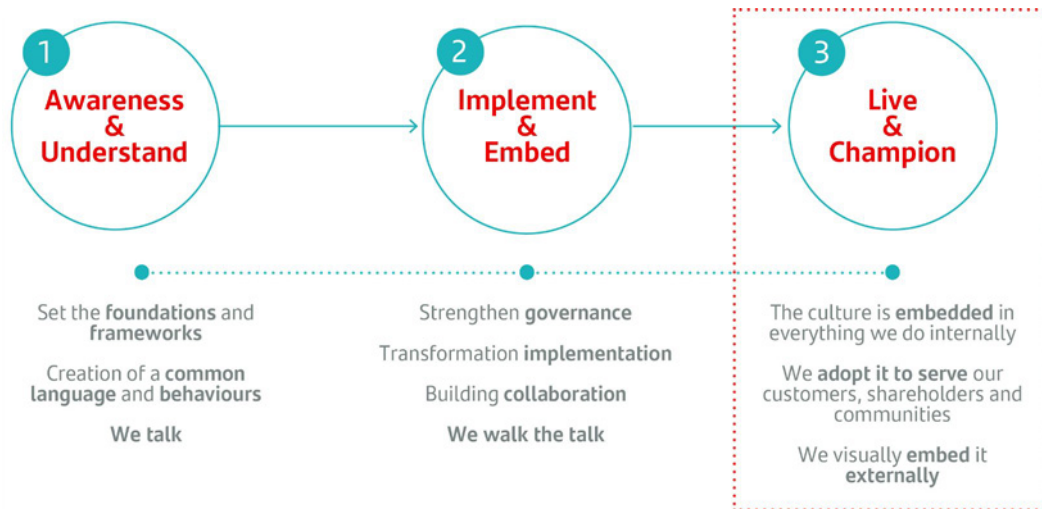 1
Awareness
&
Understand
2
Implement
&
Embed
3
Live
&
Champion
Set the foundations and
frameworks
Creation of a common
language and behaviours
We talk
Strengthen governance
Transformation implementation
Building collaboration
We walk the talk
The culture is embedded in
everything we do internally
We adopt it to serve our
customers, shareholders and
communities
We visually embed it
externally